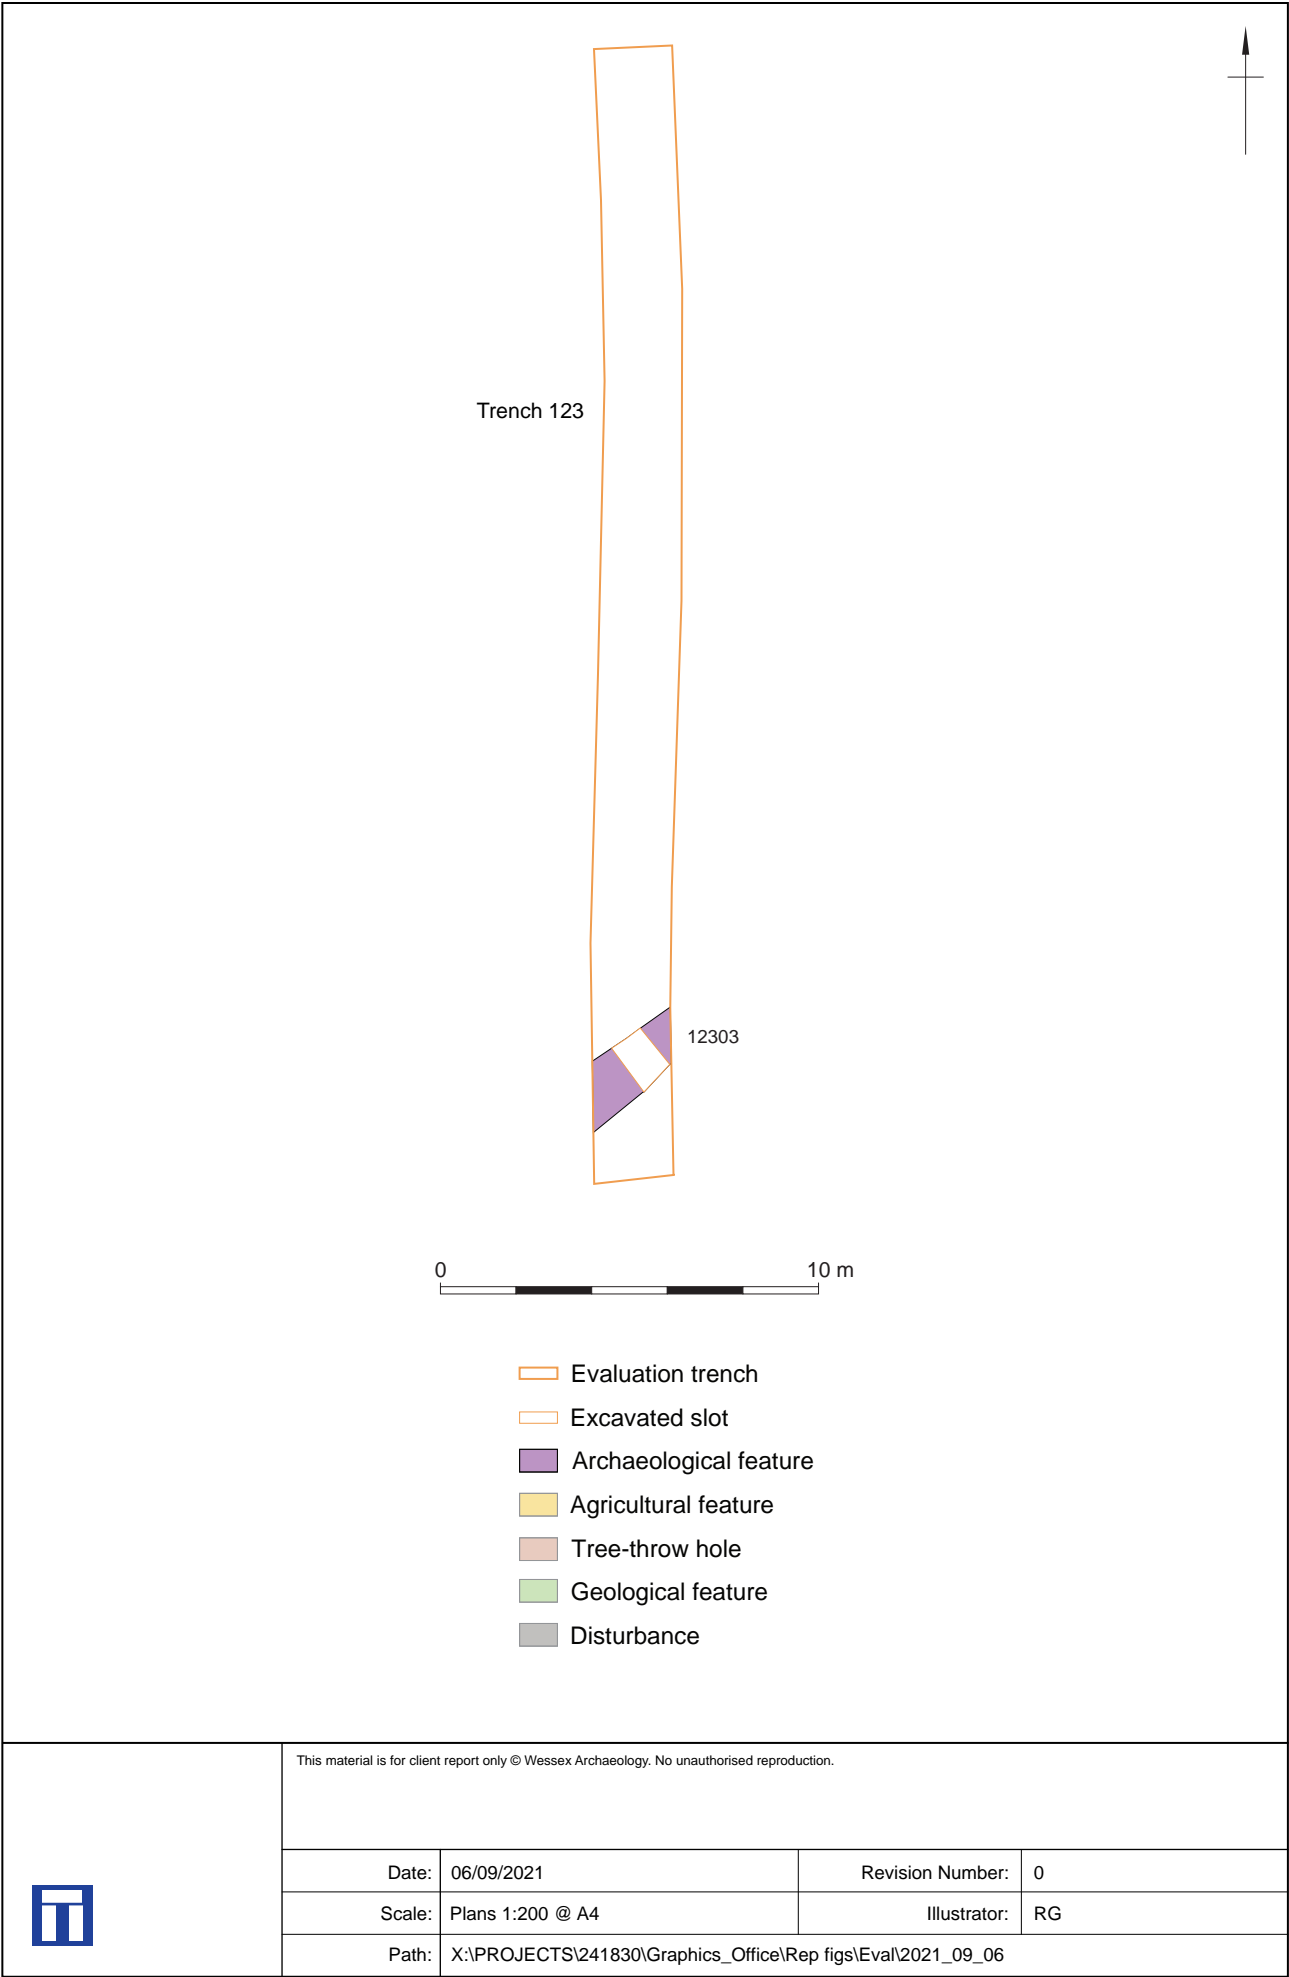 Trench 123
12303
0 10 m
Evaluation trench
Excavated slot
Archaeological feature
Agricultural feature
Tree-throw hole
Geological feature
Disturbance
This material is for client report only © Wessex Archaeology. No unauthorised reproduction.
Date: 06/09/2021 Revision Number: 0
Scale: Plans 1:200 @ A4 Illustrator: RG
Path: X:\PROJECTS\241830\Graphics_Office\Rep figs\Eval\2021_09_06